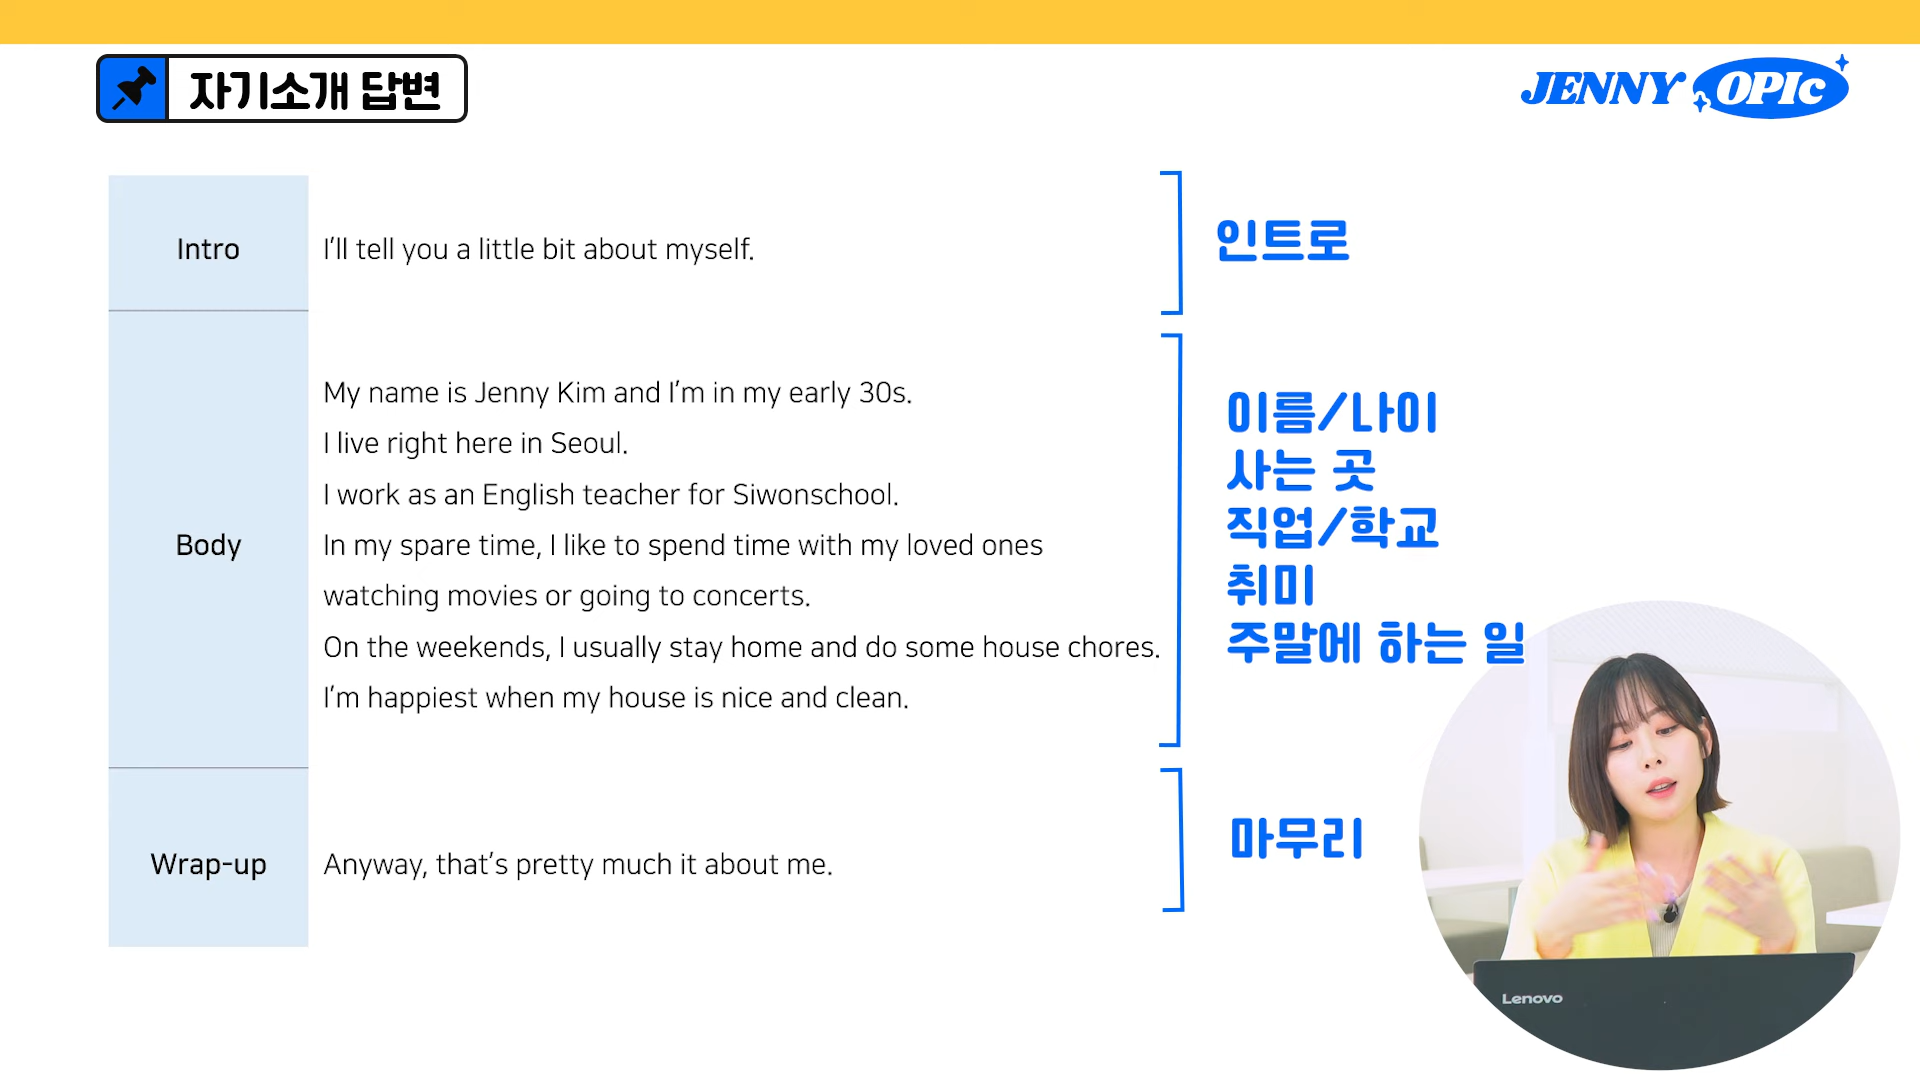 자기소개 답변
JENNY OPIc
Intro
I'll tell you a little bit about myself.
인트로
Body
My name is Jenny Kim and I'm in my early 30s.
I live right here in Seoul.
I work as an English teacher for Siwonschool.
In my spare time, I like to spend time with my loved ones
watching movies or going to concerts.
On the weekends, I usually stay home and do some house chores.
I'm happiest when my house is nice and clean.
이름/나이
사는 곳
직업/학교
취미
주말에 하는 일
Wrap-up
Anyway, that's pretty much it about me.
마무리
Lenovo